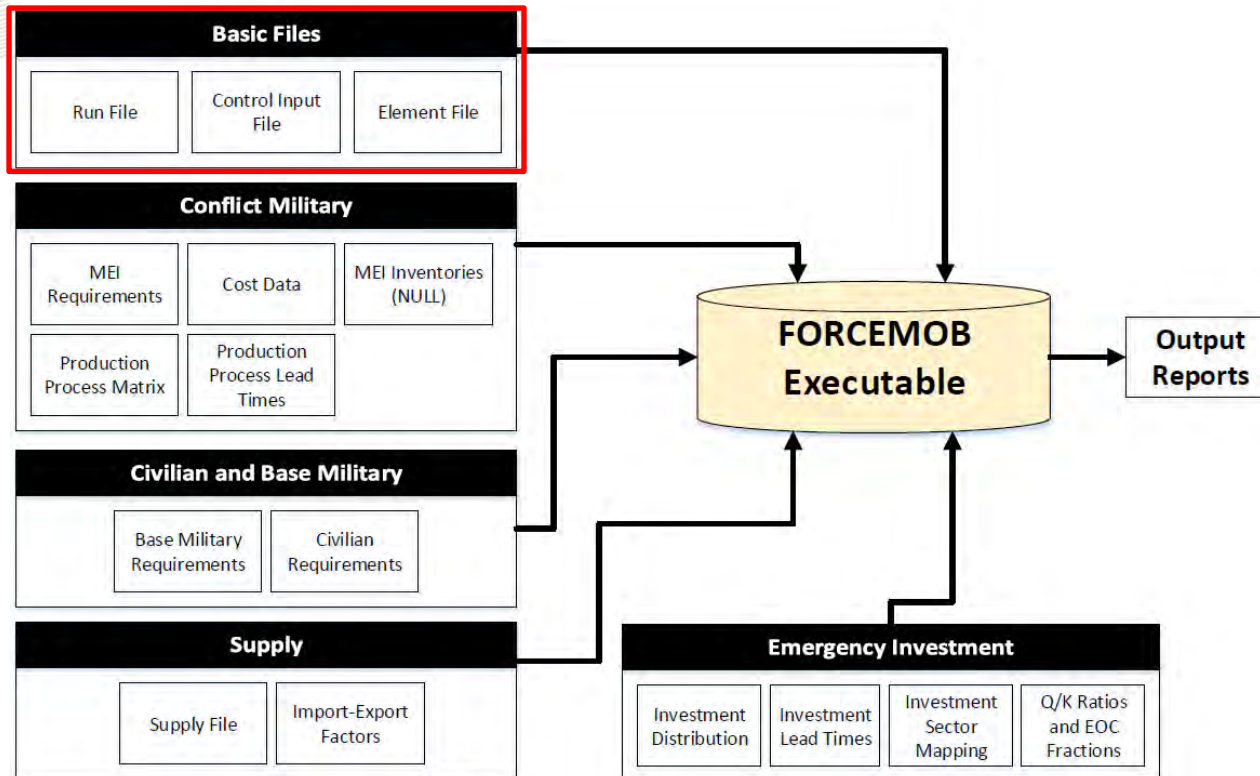 Basic Files
Run File
Control Input
File
Element File
Conflict Military
MEI
Requirements
Cost Data
MEI Inventories
(NULL)
Production
Process Matrix
Production
Process Lead
Times
FORCEMOB
Executable
Output
Reports
Civilian and Base Military
Base Military
Requirements
Civilian
Requirements
Supply
Supply File
Import-Export
Factors
Emergency Investment
Investment
Distribution
Investment
Lead Times
Investment
Sector
Mapping
Q/K Ratios
and EOC
Fractions